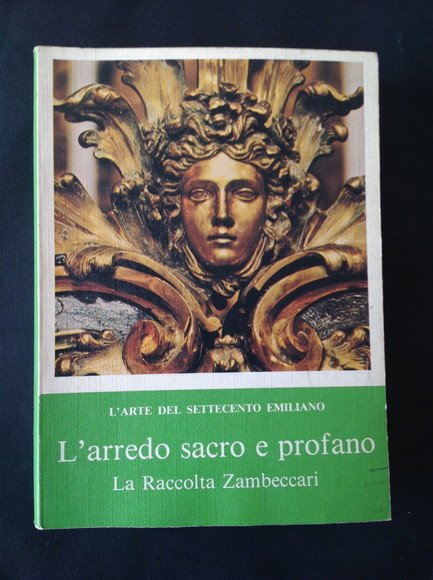 L'ARTE DEL SETTECENTO EMILIANO
L'arredo sacro e profano
La Raccolta Zambeccari